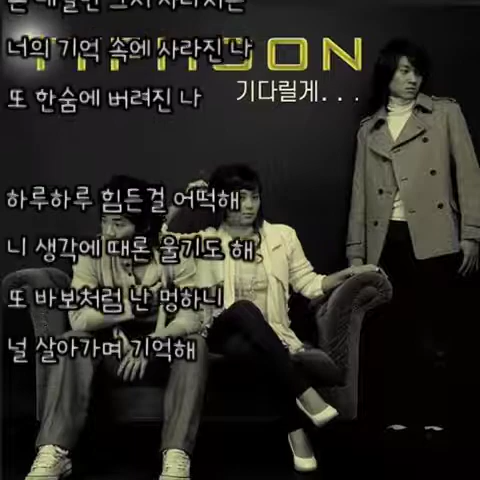 너의 기억 속에 사라진 나
TYPHOON
또 한숨에 버려진 나
기다릴게...
하루하루 힘든걸 어떡해
니 생각에 때론 울기도 해
또 바보처럼 난 멍하니
널 살아가며 기억해